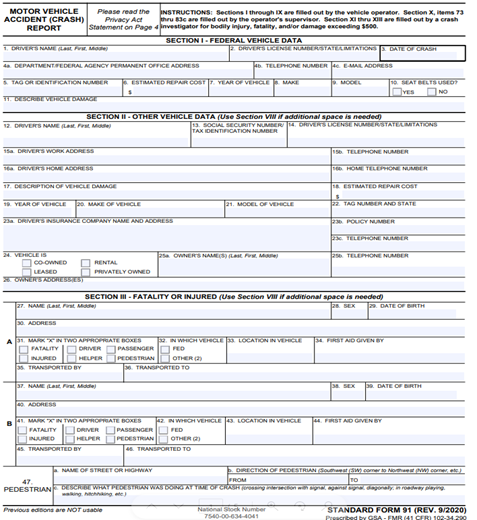 MOTOR VEHICLE
ACCIDENT (CRASH)
REPORT
Please read the
Privacy Act
Statement on Page 4
INSTRUCTIONS: Sections I through IX are filled out by the vehicle operator. Section X, items 73
thru 83c are filled out by the operator's supervisor. Section XI thru XIII are filled out by a crash
investigator for bodily injury, fatality, and/or damage exceeding $500.
SECTION I - FEDERAL VEHICLE DATA
1. DRIVER'S NAME (Last, First, Middle)
2. DRIVER'S LICENSE NUMBER/STATE/LIMITATIONS
3. DATE OF CRASH
4a. DEPARTMENT/FEDERAL AGENCY PERMANENT OFFICE ADDRESS
4b. TELEPHONE NUMBER
4c. E-MAIL ADDRESS
5. TAG OR IDENTIFICATION NUMBER
6. ESTIMATED REPAIR COST
$
7. YEAR OF VEHICLE
8. MAKE
9. MODEL
10. SEAT BELTS USED?
YES
NO
11. DESCRIBE VEHICLE DAMAGE
SECTION II - OTHER VEHICLE DATA (Use Section VIII if additional space is needed)
12. DRIVER'S NAME (Last, First, Middle)
13. SOCIAL SECURITY NUMBER/
TAX IDENTIFICATION NUMBER
14. DRIVER'S LICENSE NUMBER/STATE/LIMITATIONS
15a. DRIVER'S WORK ADDRESS
15b. TELEPHONE NUMBER
16a. DRIVER'S HOME ADDRESS
16b. HOME TELEPHONE NUMBER
17. DESCRIPTION OF VEHICLE DAMAGE
18. ESTIMATED REPAIR COST
$
19. YEAR OF VEHICLE
20. MAKE OF VEHICLE
21. MODEL OF VEHICLE
22. TAG NUMBER AND STATE
23a. DRIVER'S INSURANCE COMPANY NAME AND ADDRESS
23b. POLICY NUMBER
23c. TELEPHONE NUMBER
24. VEHICLE IS
CO-OWNED
RENTAL
LEASED
PRIVATELY OWNED
25a. OWNER'S NAME(S) (Last, First, Middle)
25b. TELEPHONE NUMBER
26. OWNER'S ADDRESS(ES)
SECTION III - FATALITY OR INJURED (Use Section VIII if additional space is needed)
A
27. NAME (Last, First, Middle)
28. SEX
29. DATE OF BIRTH
30. ADDRESS
31. MARK "X" IN TWO APPROPRIATE BOXES
FATALITY
DRIVER
PASSENGER
INJURED
HELPER
PEDESTRIAN
32. IN WHICH VEHICLE
FED
OTHER (2)
33. LOCATION IN VEHICLE
34. FIRST AID GIVEN BY
35. TRANSPORTED BY
36. TRANSPORTED TO
B
37. NAME (Last, First, Middle)
38. SEX
39. DATE OF BIRTH
40. ADDRESS
41. MARK "X" IN TWO APPROPRIATE BOXES
FATALITY
DRIVER
PASSENGER
INJURED
HELPER
PEDESTRIAN
42. IN WHICH VEHICLE
FED
OTHER (2)
43. LOCATION IN VEHICLE
44. FIRST AID GIVEN BY
45. TRANSPORTED BY
46. TRANSPORTED TO
47.
PEDESTRIAN
a. NAME OF STREET OR HIGHWAY
b. DIRECTION OF PEDESTRIAN (Southwest (SW) corner to Northwest (NW) corner, etc.)
FROM
TO
c. DESCRIBE WHAT PEDESTRIAN WAS DOING AT TIME OF CRASH (crossing intersection with signal, against signal, diagonally; in roadway playing,
walking, hitchhiking, etc.)
Previous editions are NOT usable
National Stock Number
7540-00-634-4041
STANDARD FORM 91 (REV. 9/2020)
Prescribed by GSA - FMR (41 CFR) 102-34.290